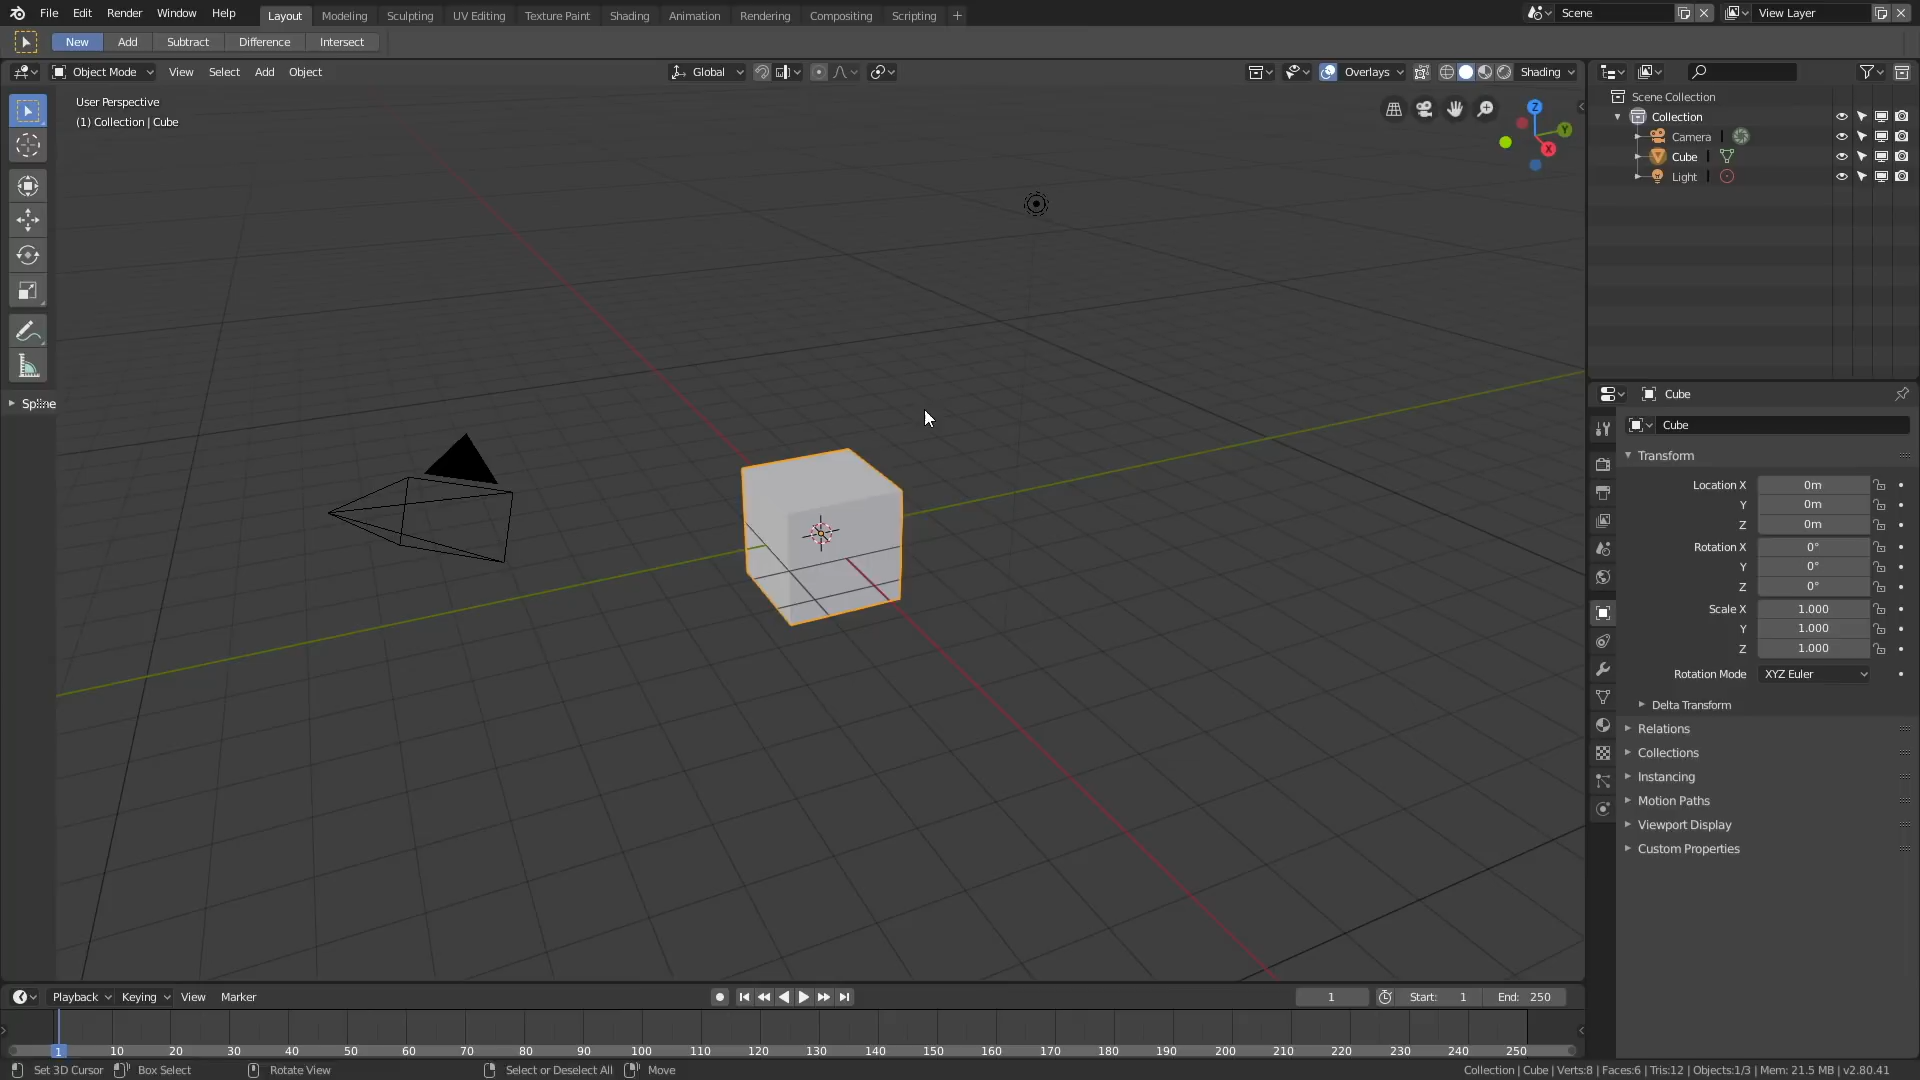 File Edit Render Window Help Layout Modeling Sculpting UV Editing Texture Paint Shading Animation Rendering Compositing Scripting + Scene View Layer
New Add Subtract Difference Intersect
Object Mode View Select Add Object Global Overlays Shading
User Perspective
(1) Collection | Cube
Z
Y
X
Spline
Scene Collection
Collection
Camera
Cube
Light
Cube
Cube
Transform
Location X 0m
Y 0m
Z 0m
Rotation X 0°
Y 0°
Z 0°
Scale X 1.000
Y 1.000
Z 1.000
Rotation Mode XYZ Euler
Delta Transform
Relations
Collections
Instancing
Motion Paths
Viewport Display
Custom Properties
Playback Keying View Marker 1 Start: 1 End: 250
1 10 20 30 40 50 60 70 80 90 100 110 120 130 140 150 160 170 180 190 200 210 220 230 240 250
Set 3D Cursor Box Select Rotate View Select or Deselect All Move Collection | Cube | Verts:8 | Faces:6 | Tris:12 | Objects:1/3 | Mem: 21.5 MB | v2.80.41